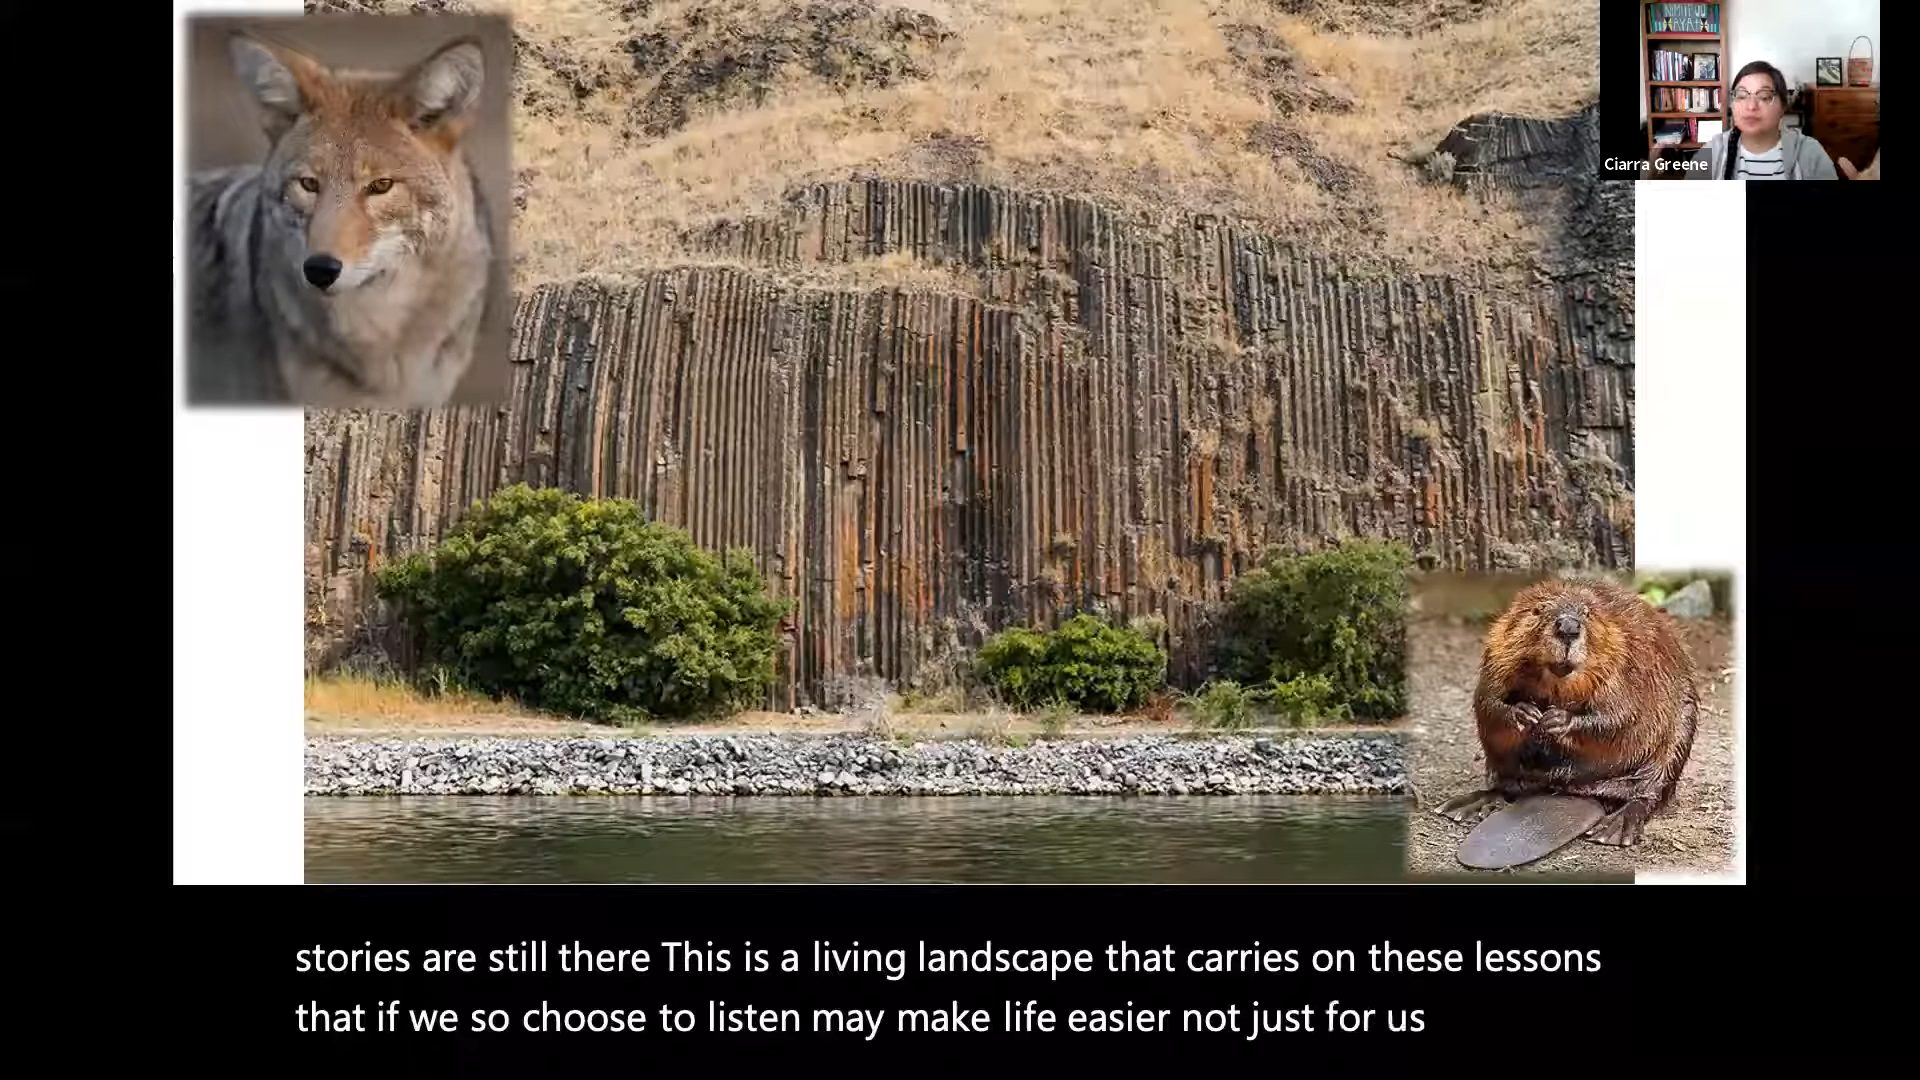 NIMIIPUU
Ciarra Greene
stories are still there This is a living landscape that carries on these lessons
that if we so choose to listen may make life easier not just for us